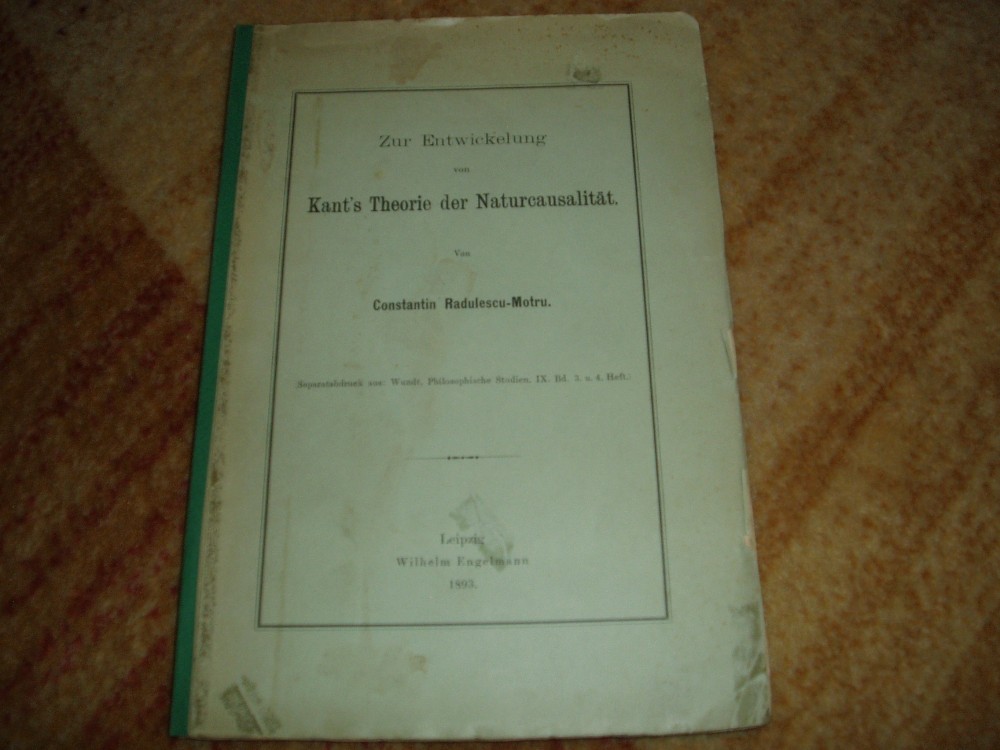 Zur Entwickelung
von
Kant's Theorie der Naturcausalität.
Von
Constantin Radulescu-Motru.
Separatabdruck aus: Wundt, Philosophische Studien. IX. Bd. 3. u. 4. Heft.
Leipzig
Wilhelm Engelmann
1893.